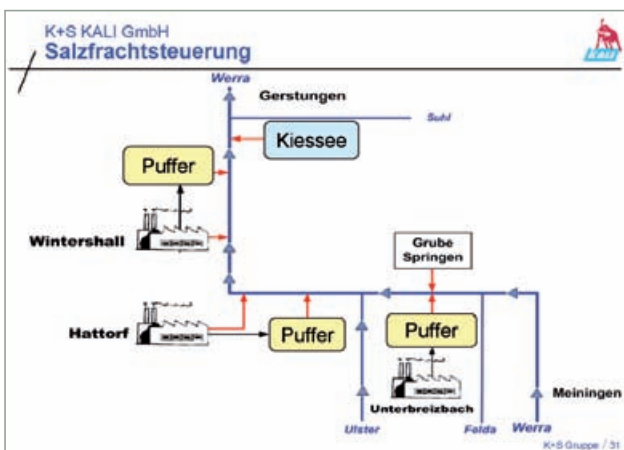 K+S KALI GmbH
Salzfrachtsteuerung
KALI
Werra
Gerstungen
Suhl
Kiessee
Puffer
Wintershall
Grube
Springen
Hattorf
Puffer
Puffer
Unterbreizbach
Meiningen
Ulster
Felda
Werra
K+S Gruppe / 31